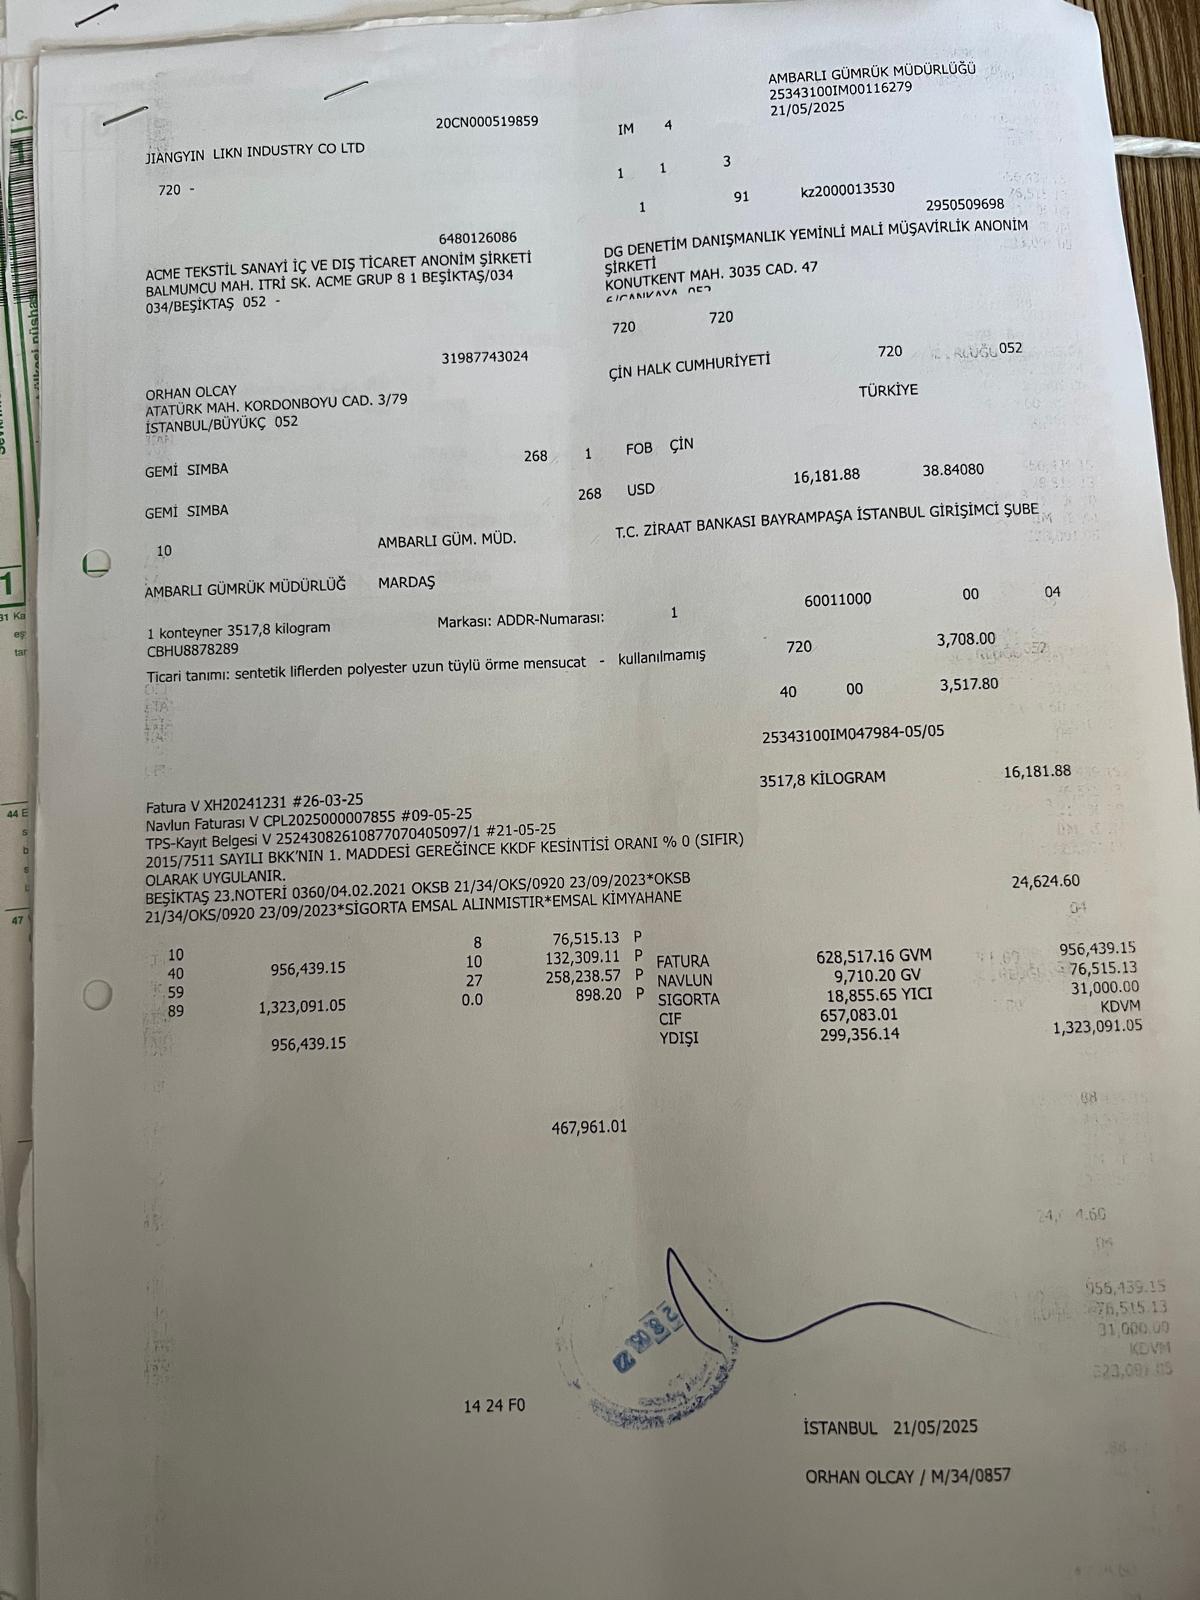 AMBARLI GÜMRÜK MÜDÜRLÜĞÜ
25343100IM00116279
21/05/2025
20CN000519859
IM 4
JIANGYIN LIKN INDUSTRY CO LTD
1 1 3
720 -
1 91 kz2000013530
2950509698
6480126086
DG DENETİM DANIŞMANLIK YEMİNLİ MALİ MÜŞAVİRLİK ANONİM
ŞİRKETİ
KONUTKENT MAH. 3035 CAD. 47
6/ÇANKAYA 052
ACME TEKSTİL SANAYİ İÇ VE DIŞ TİCARET ANONİM ŞİRKETİ
BALMUMCU MAH. ITRİ SK. ACME GRUP 8 1 BEŞİKTAŞ/034
034/BEŞİKTAŞ 052 -
720 720
31987743024
ÇİN HALK CUMHURİYETİ 720 052
ORHAN OLCAY
ATATÜRK MAH. KORDONBOYU CAD. 3/79
İSTANBUL/BÜYÜKÇ 052
TÜRKİYE
GEMİ SIMBA 268 1 FOB ÇİN
268 USD 16,181.88 38.84080
GEMİ SIMBA
T.C. ZİRAAT BANKASI BAYRAMPAŞA İSTANBUL GİRİŞİMCİ ŞUBE
10 AMBARLI GÜM. MÜD.
AMBARLI GÜMRÜK MÜDÜRLÜĞ MARDAŞ
1 konteyner 3517,8 kilogram Markası: ADDR-Numarası: 1 60011000 00 04
CBHU8878289
Ticari tanımı: sentetik liflerden polyester uzun tüylü örme mensucat - kullanılmamış 720 3,708.00
40 00 3,517.80
25343100IM047984-05/05
3517,8 KİLOGRAM 16,181.88
Fatura V XH20241231 #26-03-25
Navlun Faturası V CPL2025000007855 #09-05-25
TPS-Kayıt Belgesi V 25243082610877070405097/1 #21-05-25
2015/7511 SAYILI BKK'NIN 1. MADDESİ GEREĞİNCE KKDF KESİNTİSİ ORANI % 0 (SIFIR)
OLARAK UYGULANIR.
BEŞİKTAŞ 23.NOTERİ 0360/04.02.2021 OKSB 21/34/OKS/0920 23/09/2023*OKSB
21/34/OKS/0920 23/09/2023*SİGORTA EMSAL ALINMISTIR*EMSAL KİMYAHANE
24,624.60
10 8 76,515.13 P
40 956,439.15 10 132,309.11 P FATURA 628,517.16 GVM 956,439.15
59 27 258,238.57 P NAVLUN 9,710.20 GV 76,515.13
89 1,323,091.05 0.0 898.20 P SIGORTA 18,855.65 YICI 31,000.00
CIF 657,083.01 KDVM
956,439.15 YDIŞI 299,356.14 1,323,091.05
467,961.01
14 24 F0
İSTANBUL 21/05/2025
ORHAN OLCAY / M/34/0857